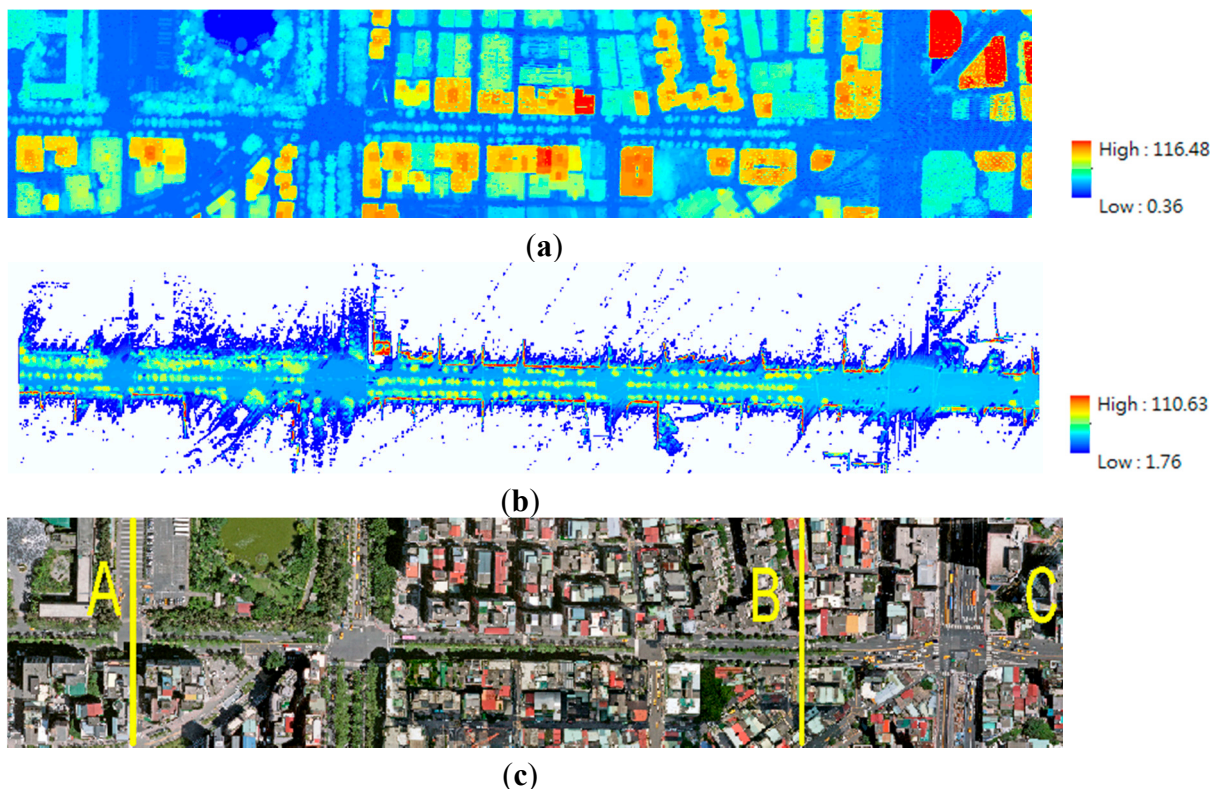 High : 116.48
Low : 0.36
(a)
High : 110.63
Low : 1.76
(b)
A B C
(c)